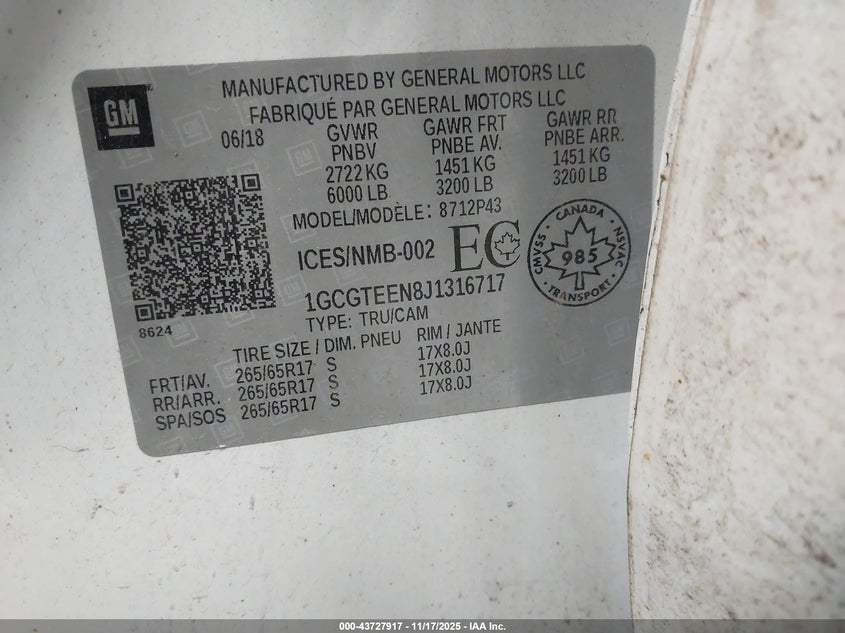 MANUFACTURED BY GENERAL MOTORS LLC
FABRIQUÉ PAR GENERAL MOTORS LLC
GM
06/18
GVWR GAWR FRT GAWR RR
PNBV PNBE AV. PNBE ARR.
2722 KG 1451 KG 1451 KG
6000 LB 3200 LB 3200 LB
MODEL/MODÈLE: 8712P43
ICES/NMB-002 EC
CANADA
CMVSS 985 NSVAC
TRANSPORT
1GCGTEEN8J1316717
TYPE: TRU/CAM
8624
TIRE SIZE / DIM. PNEU RIM / JANTE
FRT/AV. 265/65R17 S 17X8.0J
RR/ARR. 265/65R17 S 17X8.0J
SPA/SOS 265/65R17 S 17X8.0J
000-43727917 - 11/17/2025 - IAA Inc.